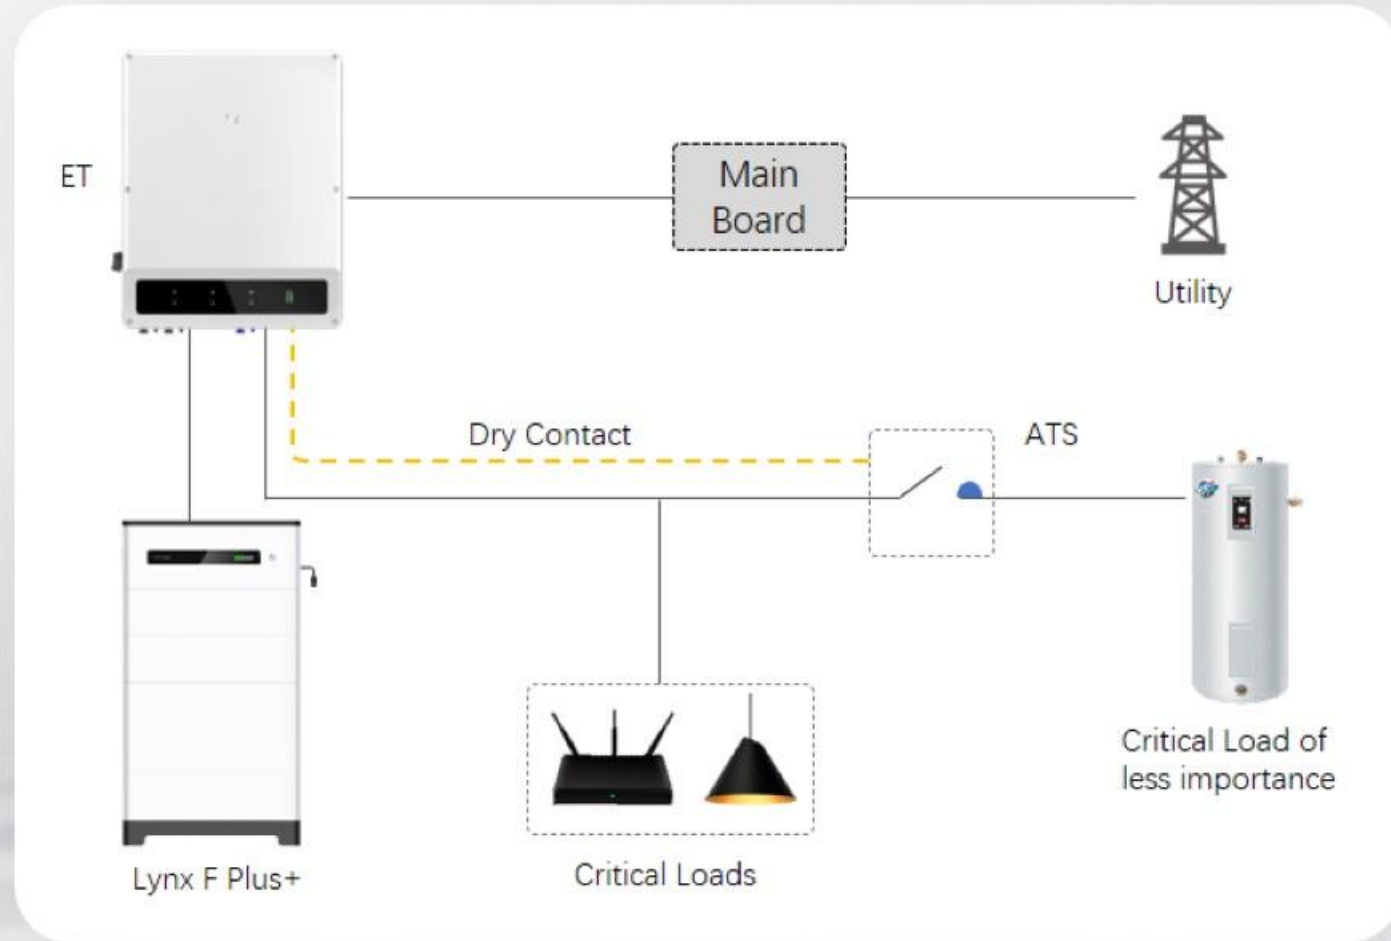 ET
Main
Board
Utility
Dry Contact
ATS
Critical Load of
less importance
Critical Loads
Lynx F Plus+